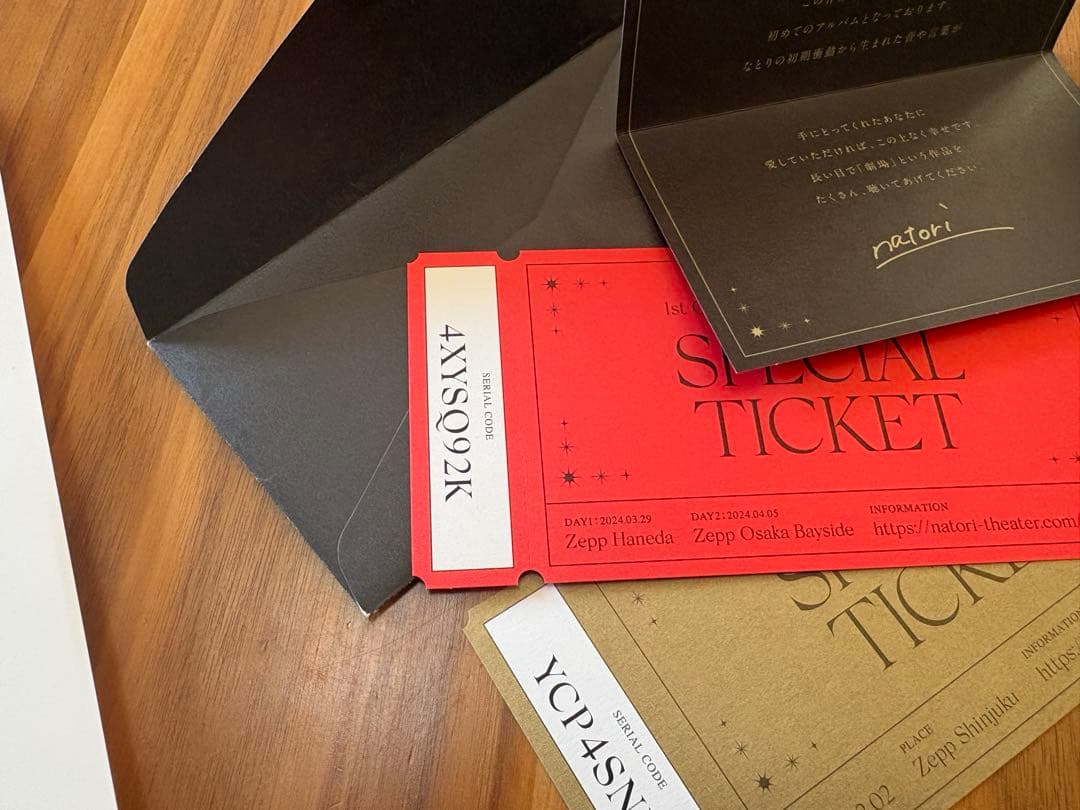 初めてのアルバムとなっております。
なとりの初期衝動から生まれた音や言葉が
手にとってくれたあなたに
愛していただければ、この上なく幸せです。
長い目で「劇場」という作品を
たくさん、聴いてあげてください。
natori
4XYSQ92K
SERIAL CODE
1st
SPECIAL
TICKET
DAY1:2024.03.29
Zepp Haneda
DAY2:2024.04.05
Zepp Osaka Bayside
INFORMATION
https://natori-theater.com/
TICKE
YCP4SN
SERIAL CODE
PLACE
Zepp Shinjuku
INFORMATION
https: